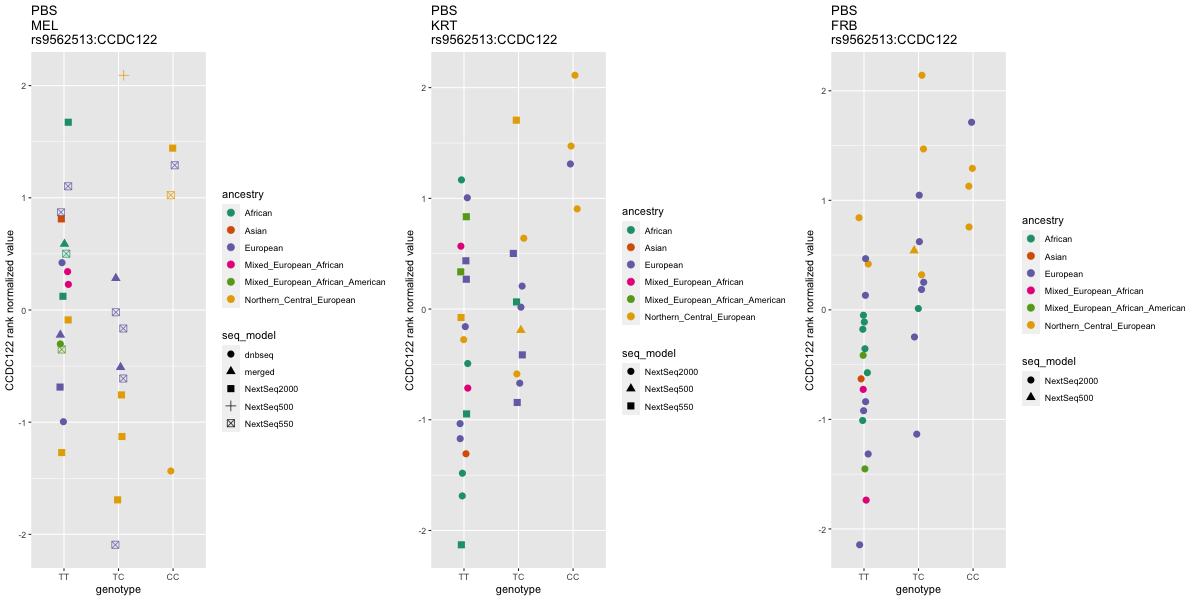 PBS
MEL
rs9562513:CCDC122
CCDC122 rank normalized value
2
1
0
-1
-2
TT
TC
CC
genotype
ancestry
African
Asian
European
Mixed_European_African
Mixed_European_African_American
Northern_Central_European
seq_model
dnbseq
merged
NextSeq2000
NextSeq500
NextSeq550
PBS
KRT
rs9562513:CCDC122
CCDC122 rank normalized value
2
1
0
-1
-2
TT
TC
CC
genotype
ancestry
African
Asian
European
Mixed_European_African
Mixed_European_African_American
Northern_Central_European
seq_model
NextSeq2000
NextSeq500
NextSeq550
PBS
FRB
rs9562513:CCDC122
CCDC122 rank normalized value
2
1
0
-1
-2
TT
TC
CC
genotype
ancestry
African
Asian
European
Mixed_European_African
Mixed_European_African_American
Northern_Central_European
seq_model
NextSeq2000
NextSeq500